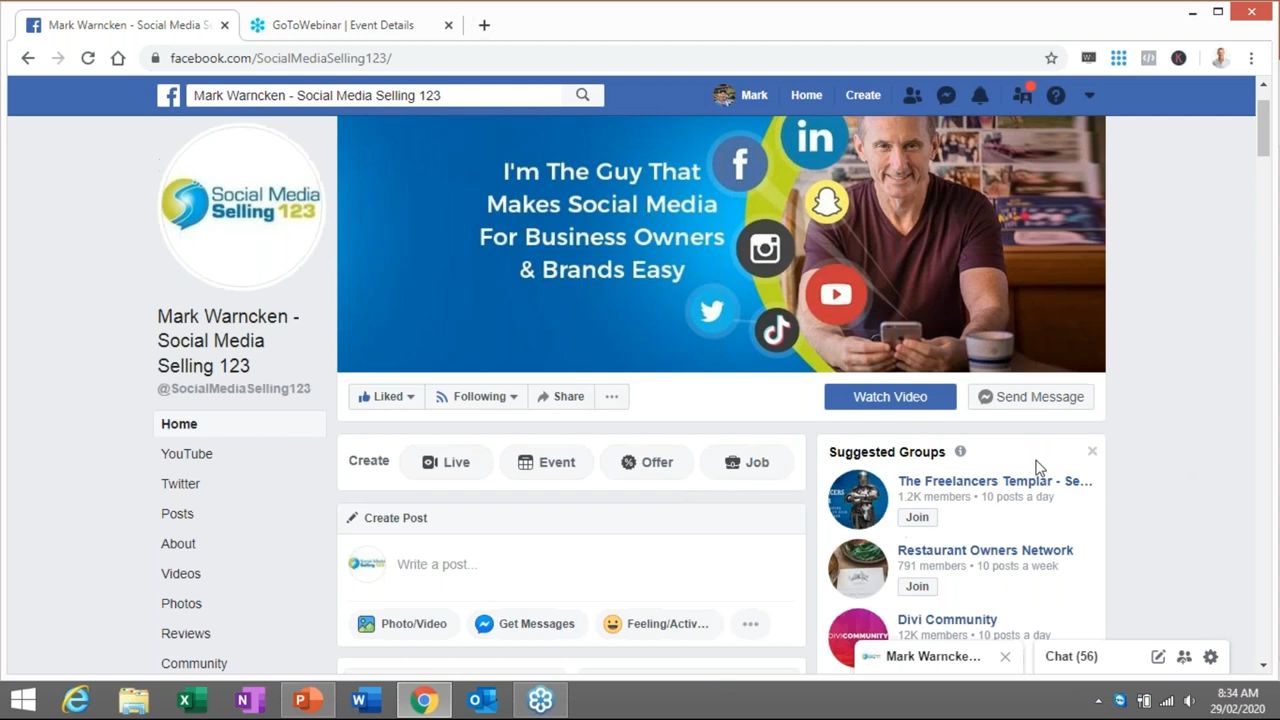 Mark Warncken - Social Media S
GoToWebinar | Event Details
facebook.com/SocialMediaSelling123/
Mark Warncken - Social Media Selling 123
Mark
Home
Create
Social Media
Selling 123
I'm The Guy That
Makes Social Media
For Business Owners
& Brands Easy
Mark Warncken -
Social Media
Selling 123
@SocialMediaSelling123
Home
YouTube
Twitter
Posts
About
Videos
Photos
Reviews
Community
Liked
Following
Share
Watch Video
Send Message
Create
Live
Event
Offer
Job
Create Post
Write a post...
Photo/Video
Get Messages
Feeling/Activ...
Suggested Groups
The Freelancers Templar - Se...
1.2K members • 10 posts a day
Join
Restaurant Owners Network
791 members • 10 posts a week
Join
Divi Community
12K members • 10 posts a day
Mark Warncke...
Chat (56)
8:34 AM
29/02/2020